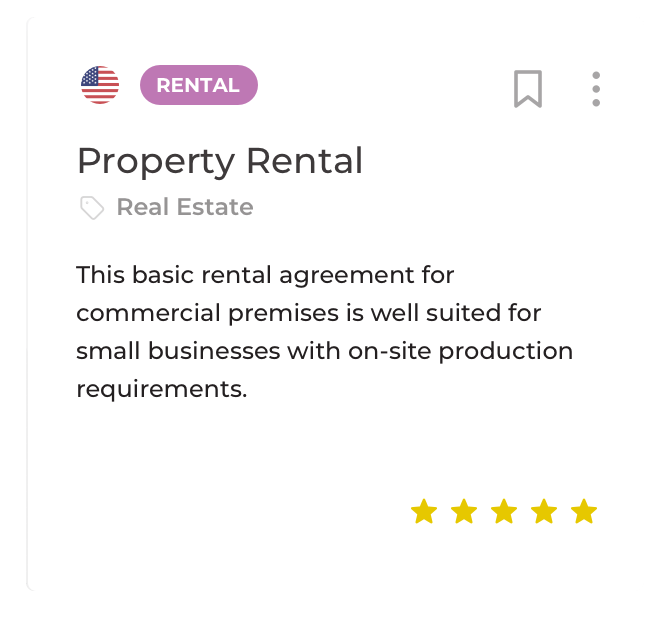 RENTAL
Property Rental
Real Estate
This basic rental agreement for
commercial premises is well suited for
small businesses with on-site production
requirements.